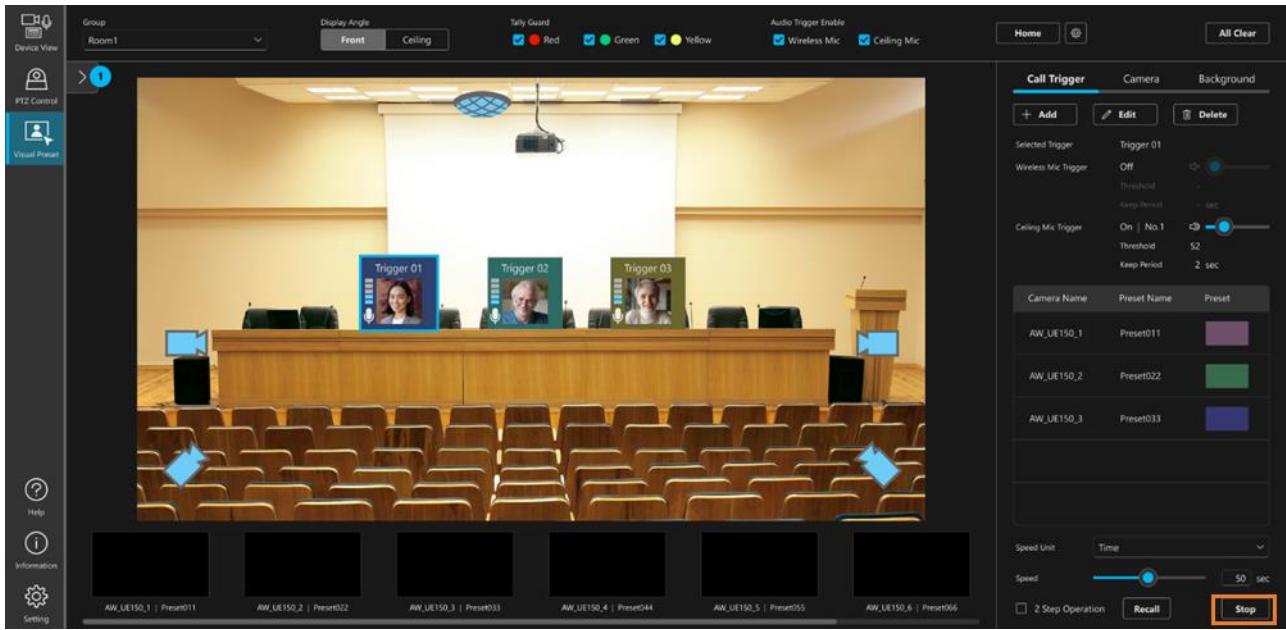 Device View
PTZ Control
Visual Preset
Help
Information
Setting
Group
Room1
Display Angle
Front Ceiling
Tally Guard
Red Green Yellow
Audio Trigger Enable
Wireless Mic Ceiling Mic
Home
All Clear
1
Trigger 01
Trigger 02
Trigger 03
AW_UE150_1 | Preset011
AW_UE150_2 | Preset022
AW_UE150_3 | Preset033
AW_UE150_4 | Preset044
AW_UE150_5 | Preset055
AW_UE150_6 | Preset066
Call Trigger Camera Background
+ Add Edit Delete
Selected Trigger Trigger 01
Wireless Mic Trigger Off
Threshold -
Keep Period - sec
Ceiling Mic Trigger On | No.1
Threshold 52
Keep Period 2 sec
Camera Name Preset Name Preset
AW_UE150_1 Preset011
AW_UE150_2 Preset022
AW_UE150_3 Preset033
Speed Unit Time
Speed 50 sec
2 Step Operation Recall Stop